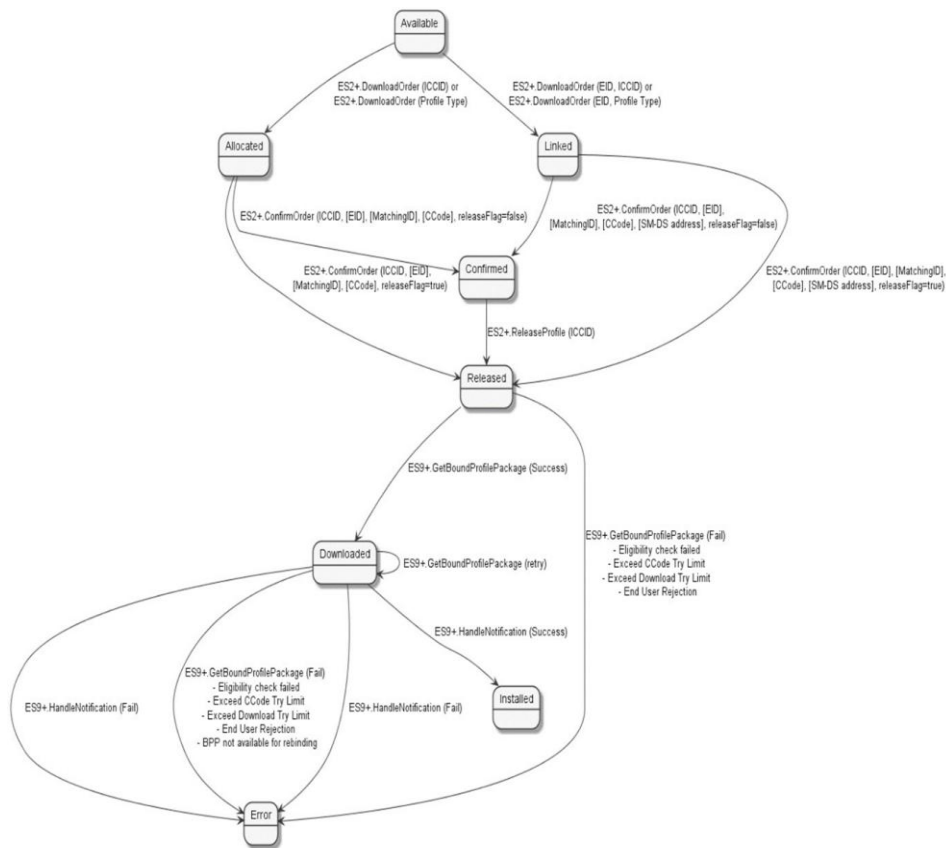 Available
ES2+.DownloadOrder (ICCID) or
ES2+.DownloadOrder (Profile Type)
ES2+.DownloadOrder (EID, ICCID) or
ES2+.DownloadOrder (EID, Profile Type)
Allocated
Linked
ES2+.ConfirmOrder (ICCID, [EID], [MatchingID], [CCode], releaseFlag=false)
ES2+.ConfirmOrder (ICCID, [EID],
[MatchingID], [CCode], [SM-DS address], releaseFlag=false)
Confirmed
ES2+.ConfirmOrder (ICCID, [EID],
[MatchingID], [CCode], releaseFlag=true)
ES2+.ConfirmOrder (ICCID, [EID], [MatchingID],
[CCode], [SM-DS address], releaseFlag=true)
ES2+.ReleaseProfile (ICCID)
Released
ES9+.GetBoundProfilePackage (Success)
Downloaded
ES9+.GetBoundProfilePackage (retry)
ES9+.GetBoundProfilePackage (Fail)
- Eligibility check failed
- Exceed CCode Try Limit
- Exceed Download Try Limit
- End User Rejection
ES9+.HandleNotification (Success)
ES9+.HandleNotification (Fail)
ES9+.GetBoundProfilePackage (Fail)
- Eligibility check failed
- Exceed CCode Try Limit
- Exceed Download Try Limit
- End User Rejection
- BPP not available for rebinding
ES9+.HandleNotification (Fail)
Installed
Error